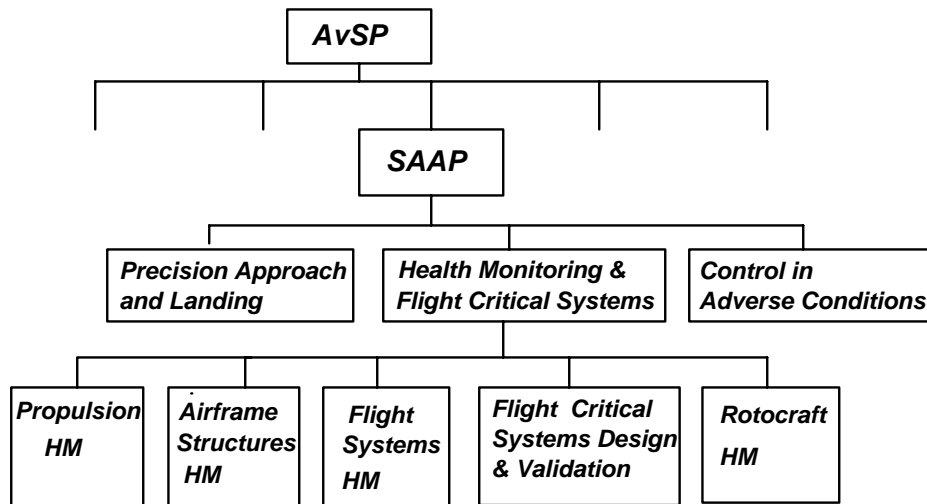 AvSP
SAAP
Precision Approach
and Landing
Health Monitoring &
Flight Critical Systems
Control in
Adverse Conditions
Propulsion
HM
Airframe
Structures
HM
Flight
Systems
HM
Flight Critical
Systems Design
& Validation
Rotocraft
HM